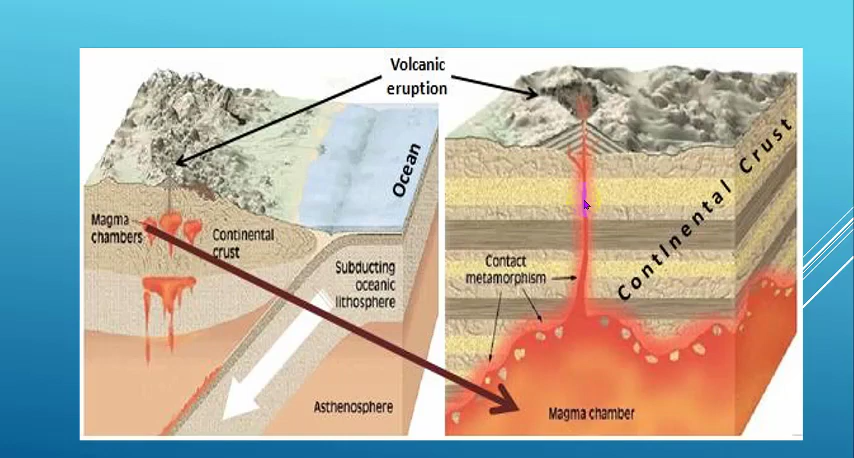 Volcanic
eruption
Ocean
Magma
chambers
Continental
crust
Subducting
oceanic
lithosphere
Asthenosphere
Continental Crust
Contact
metamorphism
Magma chamber